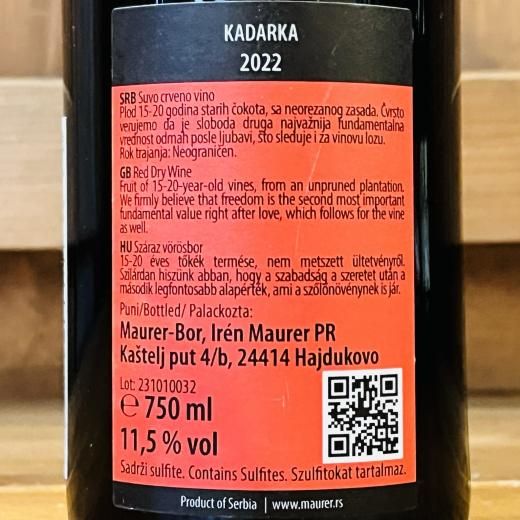 KADARKA
2022
SRB Suvo crveno vino
Plod 15-20 godina starih čokota, sa neorezanog zasada. Čvrsto
verujemo da je sloboda druga najvažnija fundamentalna
vrednost odmah posle ljubavi, što sleduje i za vinovu lozu.
Rok trajanja: Neograničen.
GB Red Dry Wine
Fruit of 15-20-year-old vines, from an unpruned plantation.
We firmly believe that freedom is the second most important
fundamental value right after love, which follows for the vine
as well.
HU Száraz vörösbor
15-20 éves tőkék termése, nem metszett ültetvényről.
Szilárdan hiszünk abban, hogy a szabadság a szeretet után a
második legfontosabb alapérték, ami a szőlőnövénynek is jár.
Puni/Bottled/ Palackozta:
Maurer-Bor, Irén Maurer PR
Kaštelj put 4/b, 24414 Hajdukovo
Lot: 231010032
℮ 750 ml
11,5 % vol
Sadrži sulfite. Contains Sulfites. Szulfitokat tartalmaz.
Product of Serbia | www.maurer.rs